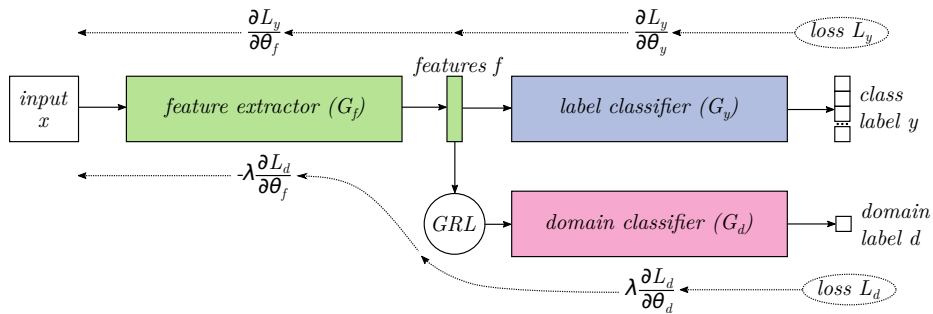 ∂L_y/∂θ_f
∂L_y/∂θ_y
loss L_y
input
x
feature extractor (G_f)
features f
label classifier (G_y)
class
label y
-λ ∂L_d/∂θ_f
GRL
domain classifier (G_d)
domain
label d
λ ∂L_d/∂θ_d
loss L_d